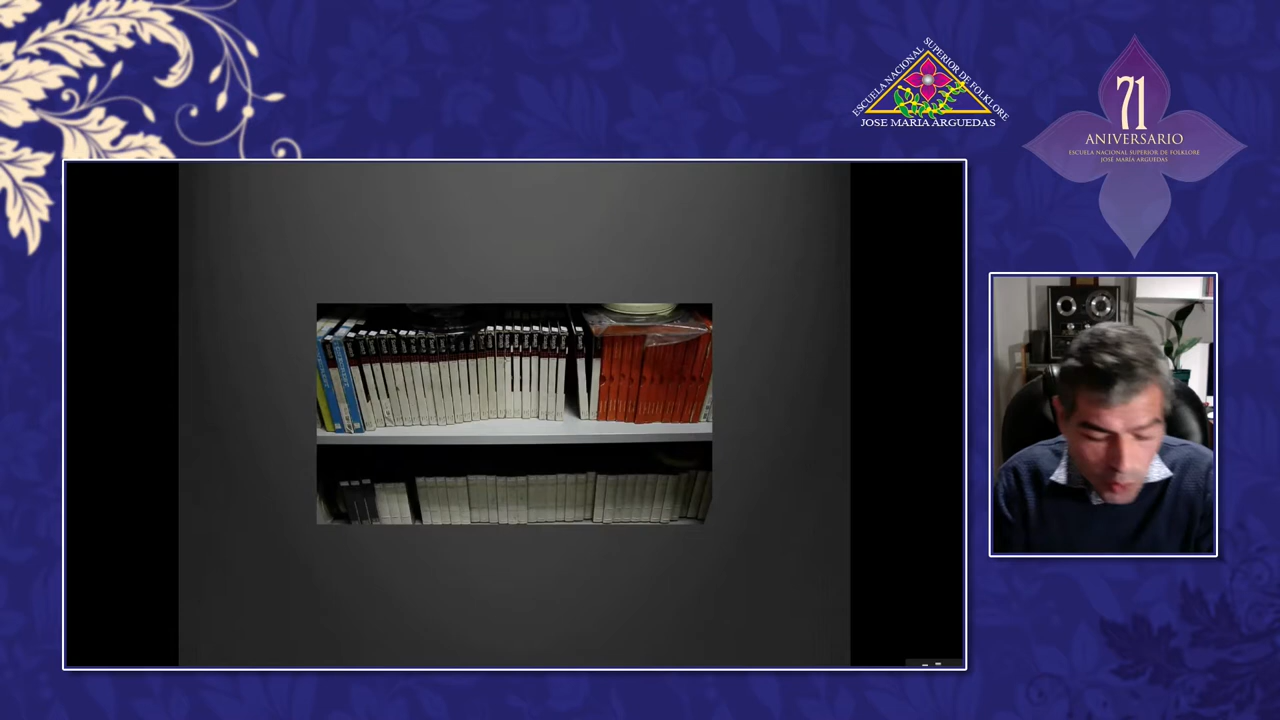 ESCUELA NACIONAL SUPERIOR DE FOLKLORE
JOSE MARIA ARGUEDAS
71
ANIVERSARIO
ESCUELA NACIONAL SUPERIOR DE FOLKLORE
JOSÉ MARÍA ARGUEDAS